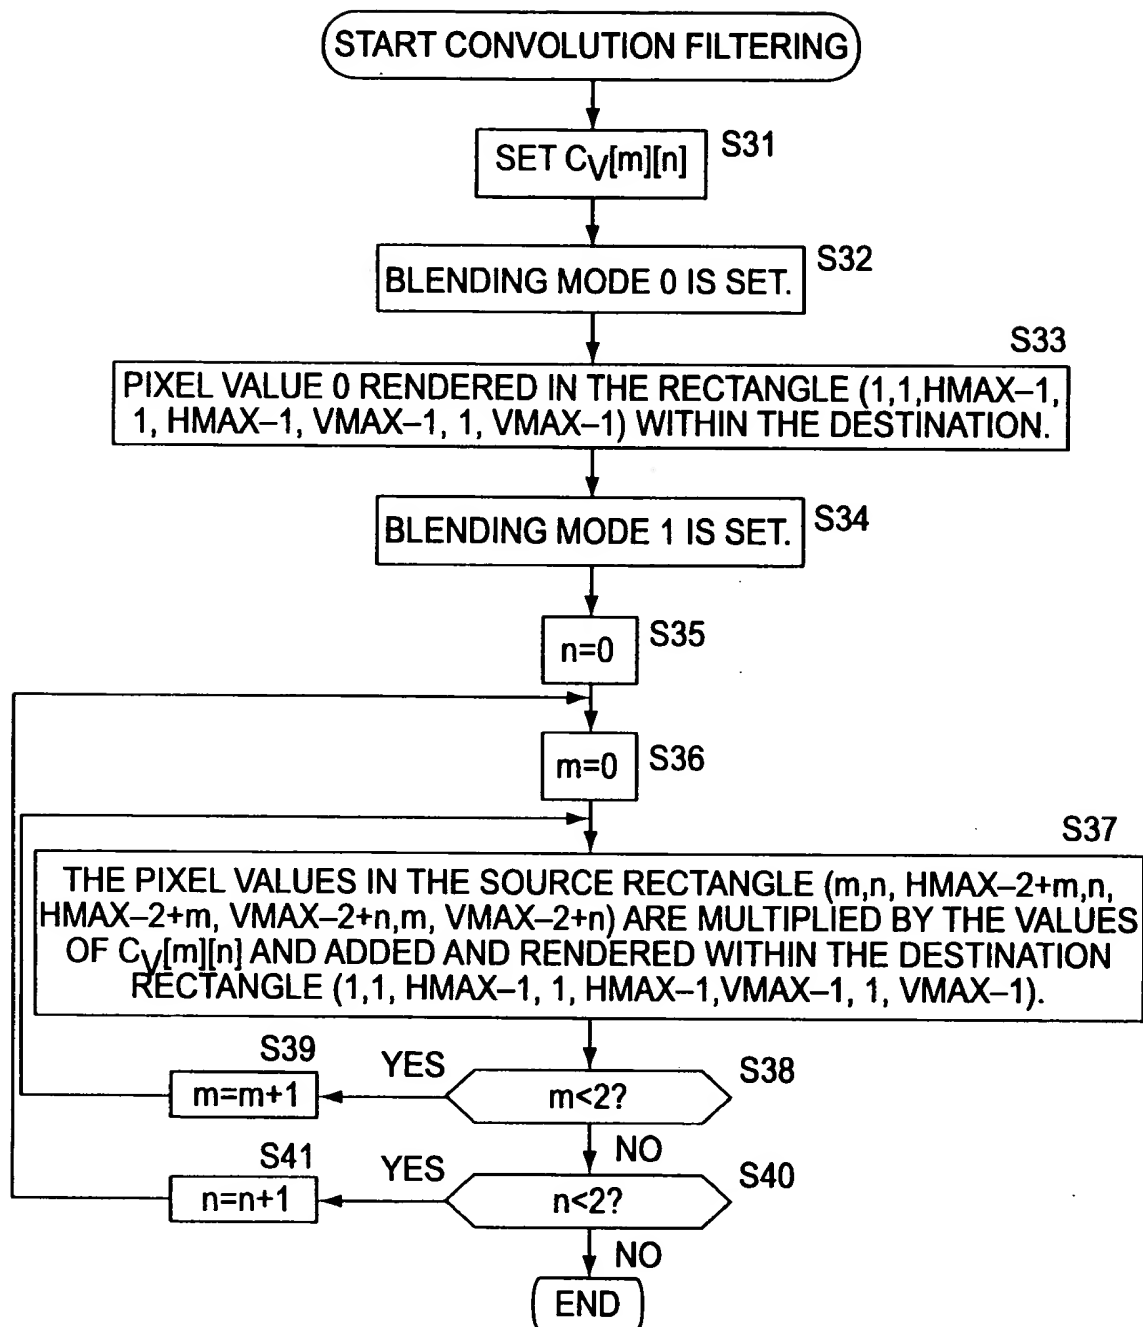 START CONVOLUTION FILTERING
S31
SET CV[m][n]
S32
BLENDING MODE 0 IS SET.
S33
PIXEL VALUE 0 RENDERED IN THE RECTANGLE (1,1,HMAX–1,
1, HMAX–1, VMAX–1, 1, VMAX–1) WITHIN THE DESTINATION.
BLENDING MODE 1 IS SET.
S34
n=0
S35
m=0
S36
S37
THE PIXEL VALUES IN THE SOURCE RECTANGLE (m,n, HMAX–2+m,n,
HMAX–2+m, VMAX–2+n,m, VMAX–2+n) ARE MULTIPLIED BY THE VALUES
OF CV[m][n] AND ADDED AND RENDERED WITHIN THE DESTINATION
RECTANGLE (1,1, HMAX–1, 1, HMAX–1,VMAX–1, 1, VMAX–1).
S39
m=m+1
YES
m<2?
S38
NO
S41
n=n+1
YES
n<2?
S40
NO
END